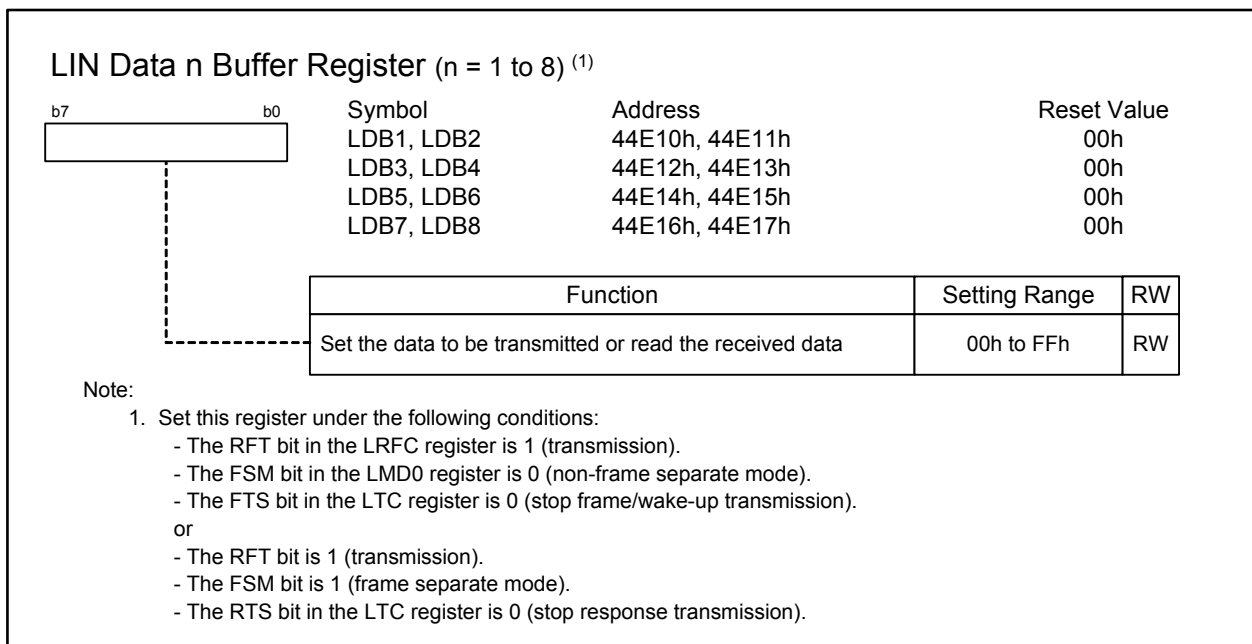 LIN Data n Buffer Register (n = 1 to 8) (1)
b7 b0 Symbol Address Reset Value
LDB1, LDB2 44E10h, 44E11h 00h
LDB3, LDB4 44E12h, 44E13h 00h
LDB5, LDB6 44E14h, 44E15h 00h
LDB7, LDB8 44E16h, 44E17h 00h
Function Setting Range RW
Set the data to be transmitted or read the received data 00h to FFh RW
Note:
1. Set this register under the following conditions:
- The RFT bit in the LRFC register is 1 (transmission).
- The FSM bit in the LMD0 register is 0 (non-frame separate mode).
- The FTS bit in the LTC register is 0 (stop frame/wake-up transmission).
or
- The RFT bit is 1 (transmission).
- The FSM bit is 1 (frame separate mode).
- The RTS bit in the LTC register is 0 (stop response transmission).